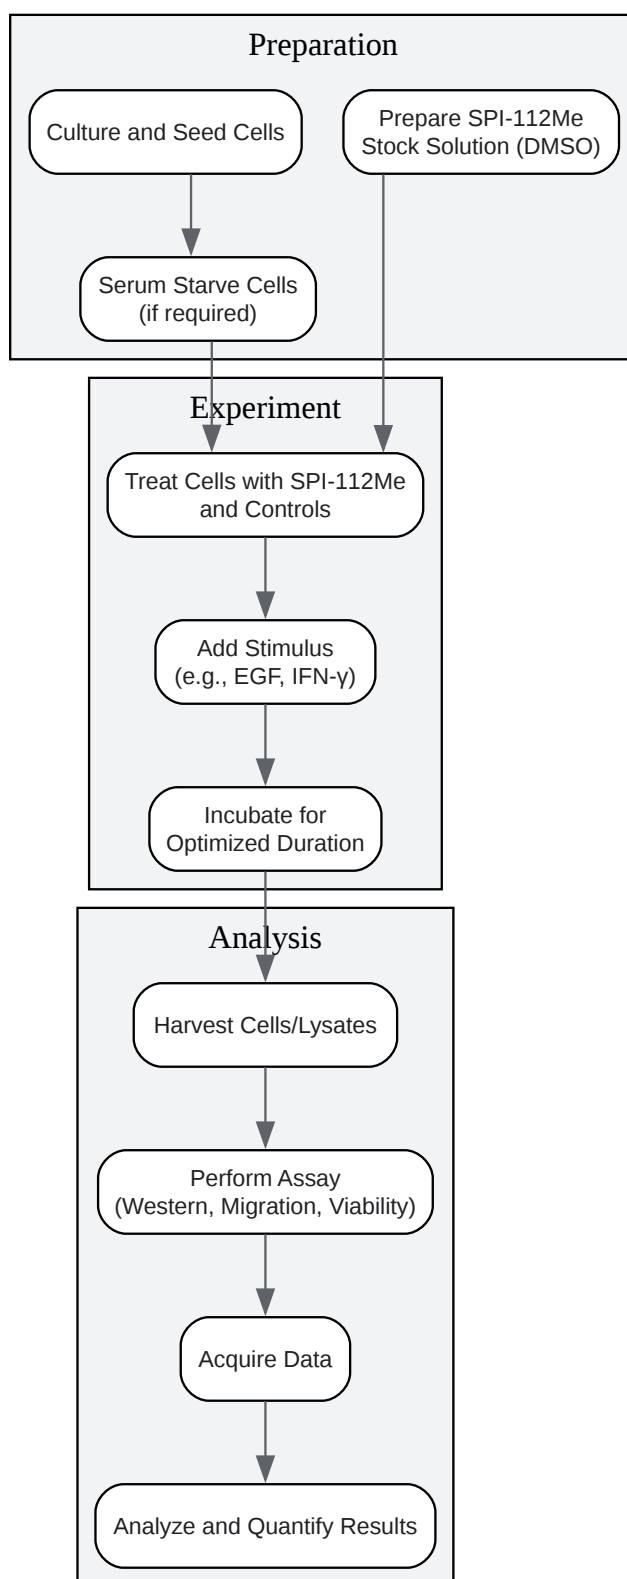 Preparation
Culture and Seed Cells
Prepare SPI-112Me
Stock Solution (DMSO)
Serum Starve Cells
(if required)
Experiment
Treat Cells with SPI-112Me
and Controls
Add Stimulus
(e.g., EGF, IFN-γ)
Incubate for
Optimized Duration
Analysis
Harvest Cells/Lysates
Perform Assay
(Western, Migration, Viability)
Acquire Data
Analyze and Quantify Results